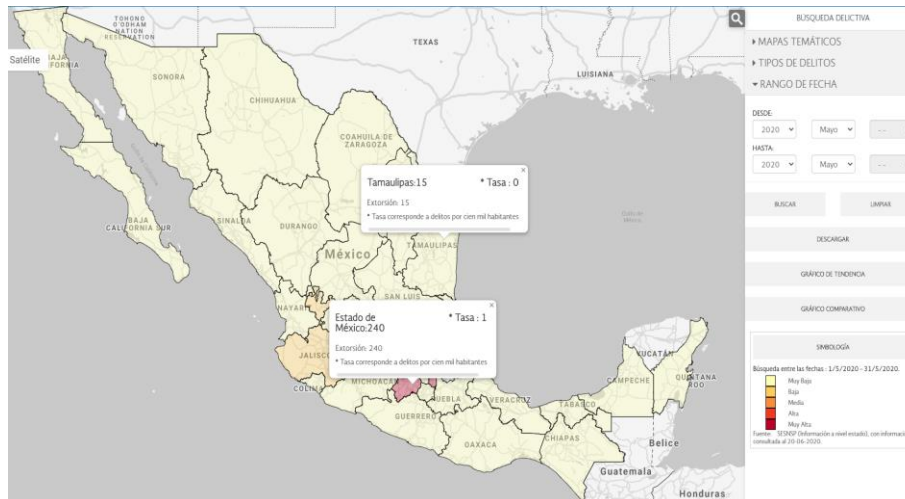 TOHONO
O'ODHAM
NATION
RESERVATION
TEXAS
LUISIANA
Satélite
BAJA
CALIFORNIA
SONORA
CHIHUAHUA
COAHUILA DE
ZARAGOZA
BAJA
CALIFORNIA SUR
SINALOA
DURANGO
México
TAMAULIPAS
SAN LUIS
NAYARIT
JALISCO
COLIMA
MICHOACÁN
PUEBLA
VERACRUZ
GUERRERO
OAXACA
TABASCO
CHIAPAS
CAMPECHE
YUCATÁN
QUINTANA
ROO
Belice
Guatemala
Honduras
Tamaulipas:15 * Tasa : 0
Extorsión: 15
* Tasa corresponde a delitos por cien mil habitantes
Estado de
México:240 * Tasa : 1
Extorsión: 240
* Tasa corresponde a delitos por cien mil habitantes
BÚSQUEDA DELICTIVA
MAPAS TEMÁTICOS
TIPOS DE DELITOS
RANGO DE FECHA
DESDE:
2020 Mayo --
HASTA:
2020 Mayo --
BUSCAR LIMPIAR
DESCARGAR
GRÁFICO DE TENDENCIA
GRÁFICO COMPARATIVO
SIMBOLOGÍA
Búsqueda entre las fechas : 1/5/2020 - 31/5/2020.
Muy Baja
Baja
Media
Alta
Muy Alta
Fuente: SESNSP (Información a nivel estado), con informació
consultada al 20-06-2020.